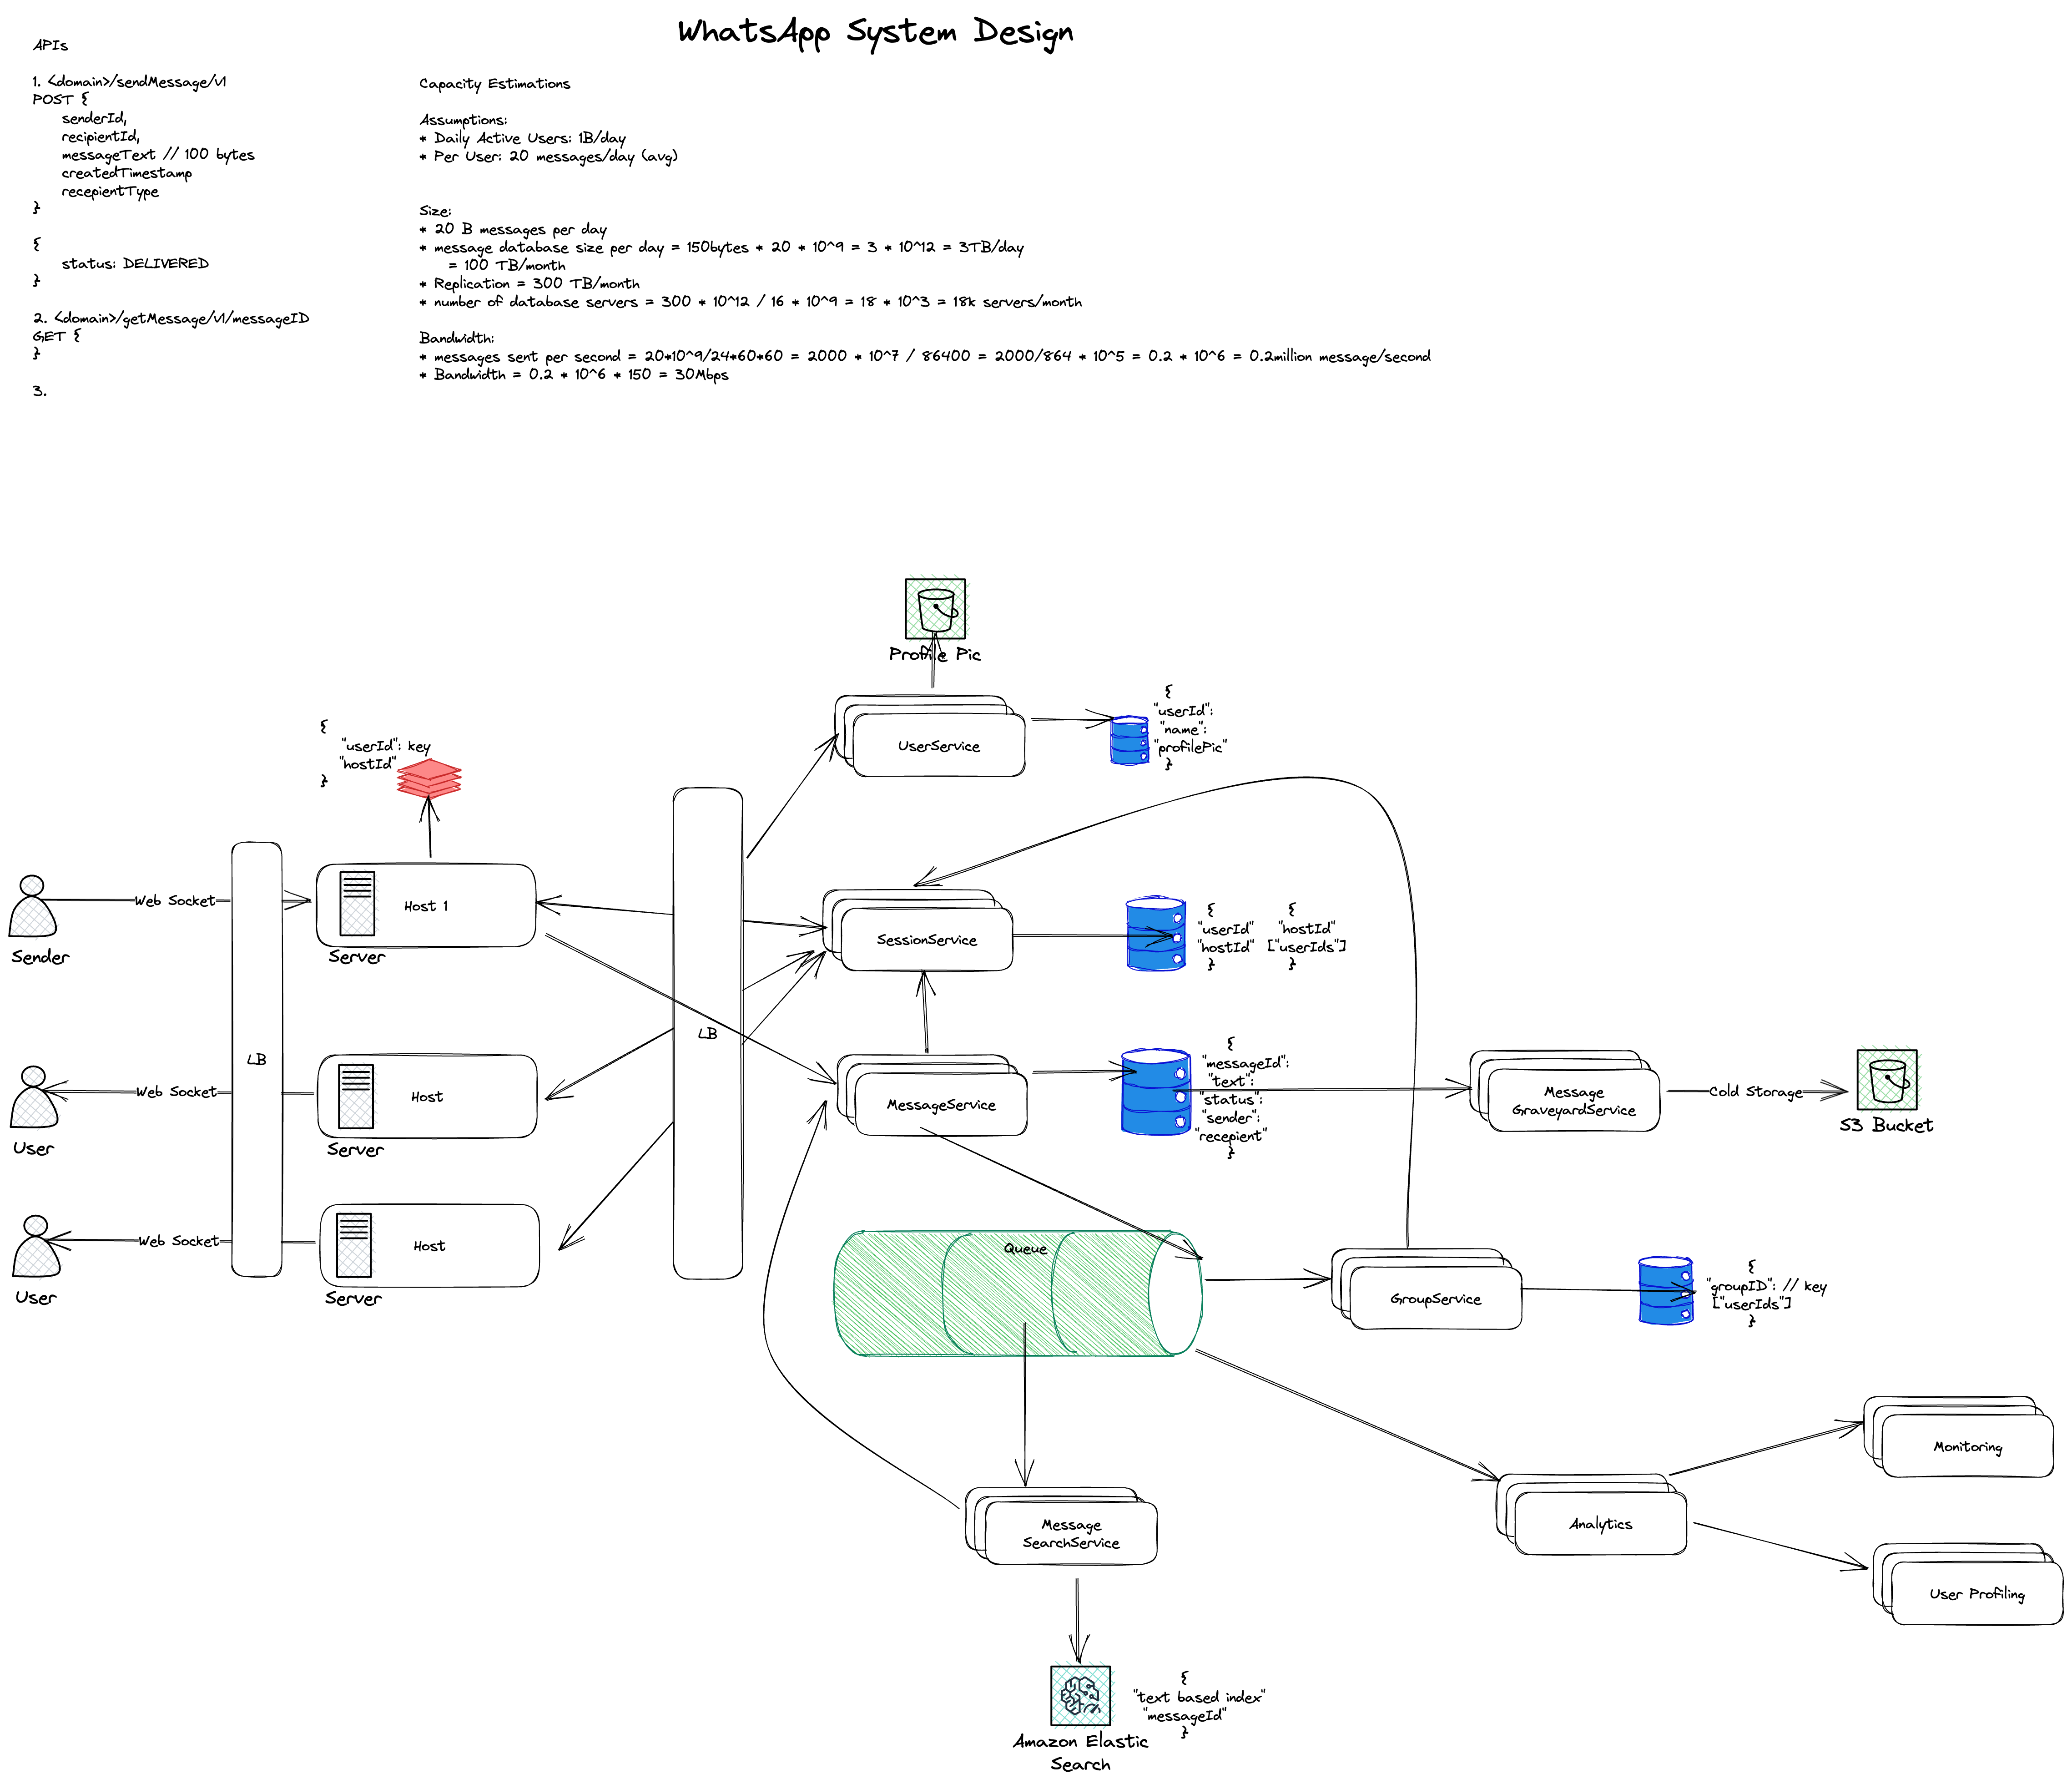 WhatsApp System Design
APIs
1. <domain>/sendMessage/v1
POST {
senderId,
recipientId,
messageText // 100 bytes
createdTimestamp
recepientType
}
{
status: DELIVERED
}
2. <domain>/getMessage/v1/messageID
GET {
}
3.
Capacity Estimations
Assumptions:
* Daily Active Users: 1B/day
* Per User: 20 messages/day (avg)
Size:
* 20 B messages per day
* message database size per day = 150bytes * 20 * 10^9 = 3 * 10^12 = 3TB/day
= 100 TB/month
* Replication = 300 TB/month
* number of database servers = 300 * 10^12 / 16 * 10^9 = 18 * 10^3 = 18k servers/month
Bandwidth:
* messages sent per second = 20*10^9/24*60*60 = 2000 * 10^7 / 86400 = 2000/864 * 10^5 = 0.2 * 10^6 = 0.2million message/second
* Bandwidth = 0.2 * 10^6 * 150 = 30Mbps
Profile Pic
UserService
{
"userId":
"name":
"profilePic"
}
{
"userId": key
"hostId"
}
Sender
Web Socket
Host 1
Server
User
Web Socket
Host
Server
User
Web Socket
Host
Server
LB
LB
SessionService
{
"userId"
"hostId"
}
{
"hostId"
["userIds"]
}
MessageService
{
"messageId":
"text":
"status":
"sender":
"recepient"
}
Message
GraveyardService
Cold Storage
S3 Bucket
Queue
GroupService
{
"groupID": // key
["userIds"]
}
Message
SearchService
Analytics
Monitoring
User Profiling
Amazon Elastic
Search
{
"text based index"
"messageId"
}